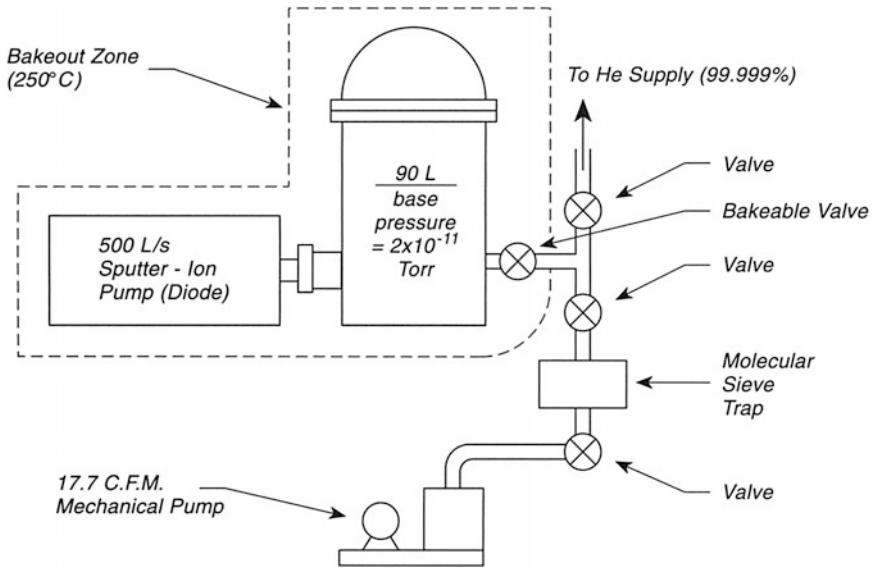 Bakeout Zone
(250°C)
To He Supply (99.999%)
Valve
Bakeable Valve
90 L
base
pressure
= 2x10⁻¹¹
Torr
500 L/s
Sputter - Ion
Pump (Diode)
Valve
Molecular
Sieve
Trap
17.7 C.F.M.
Mechanical Pump
Valve